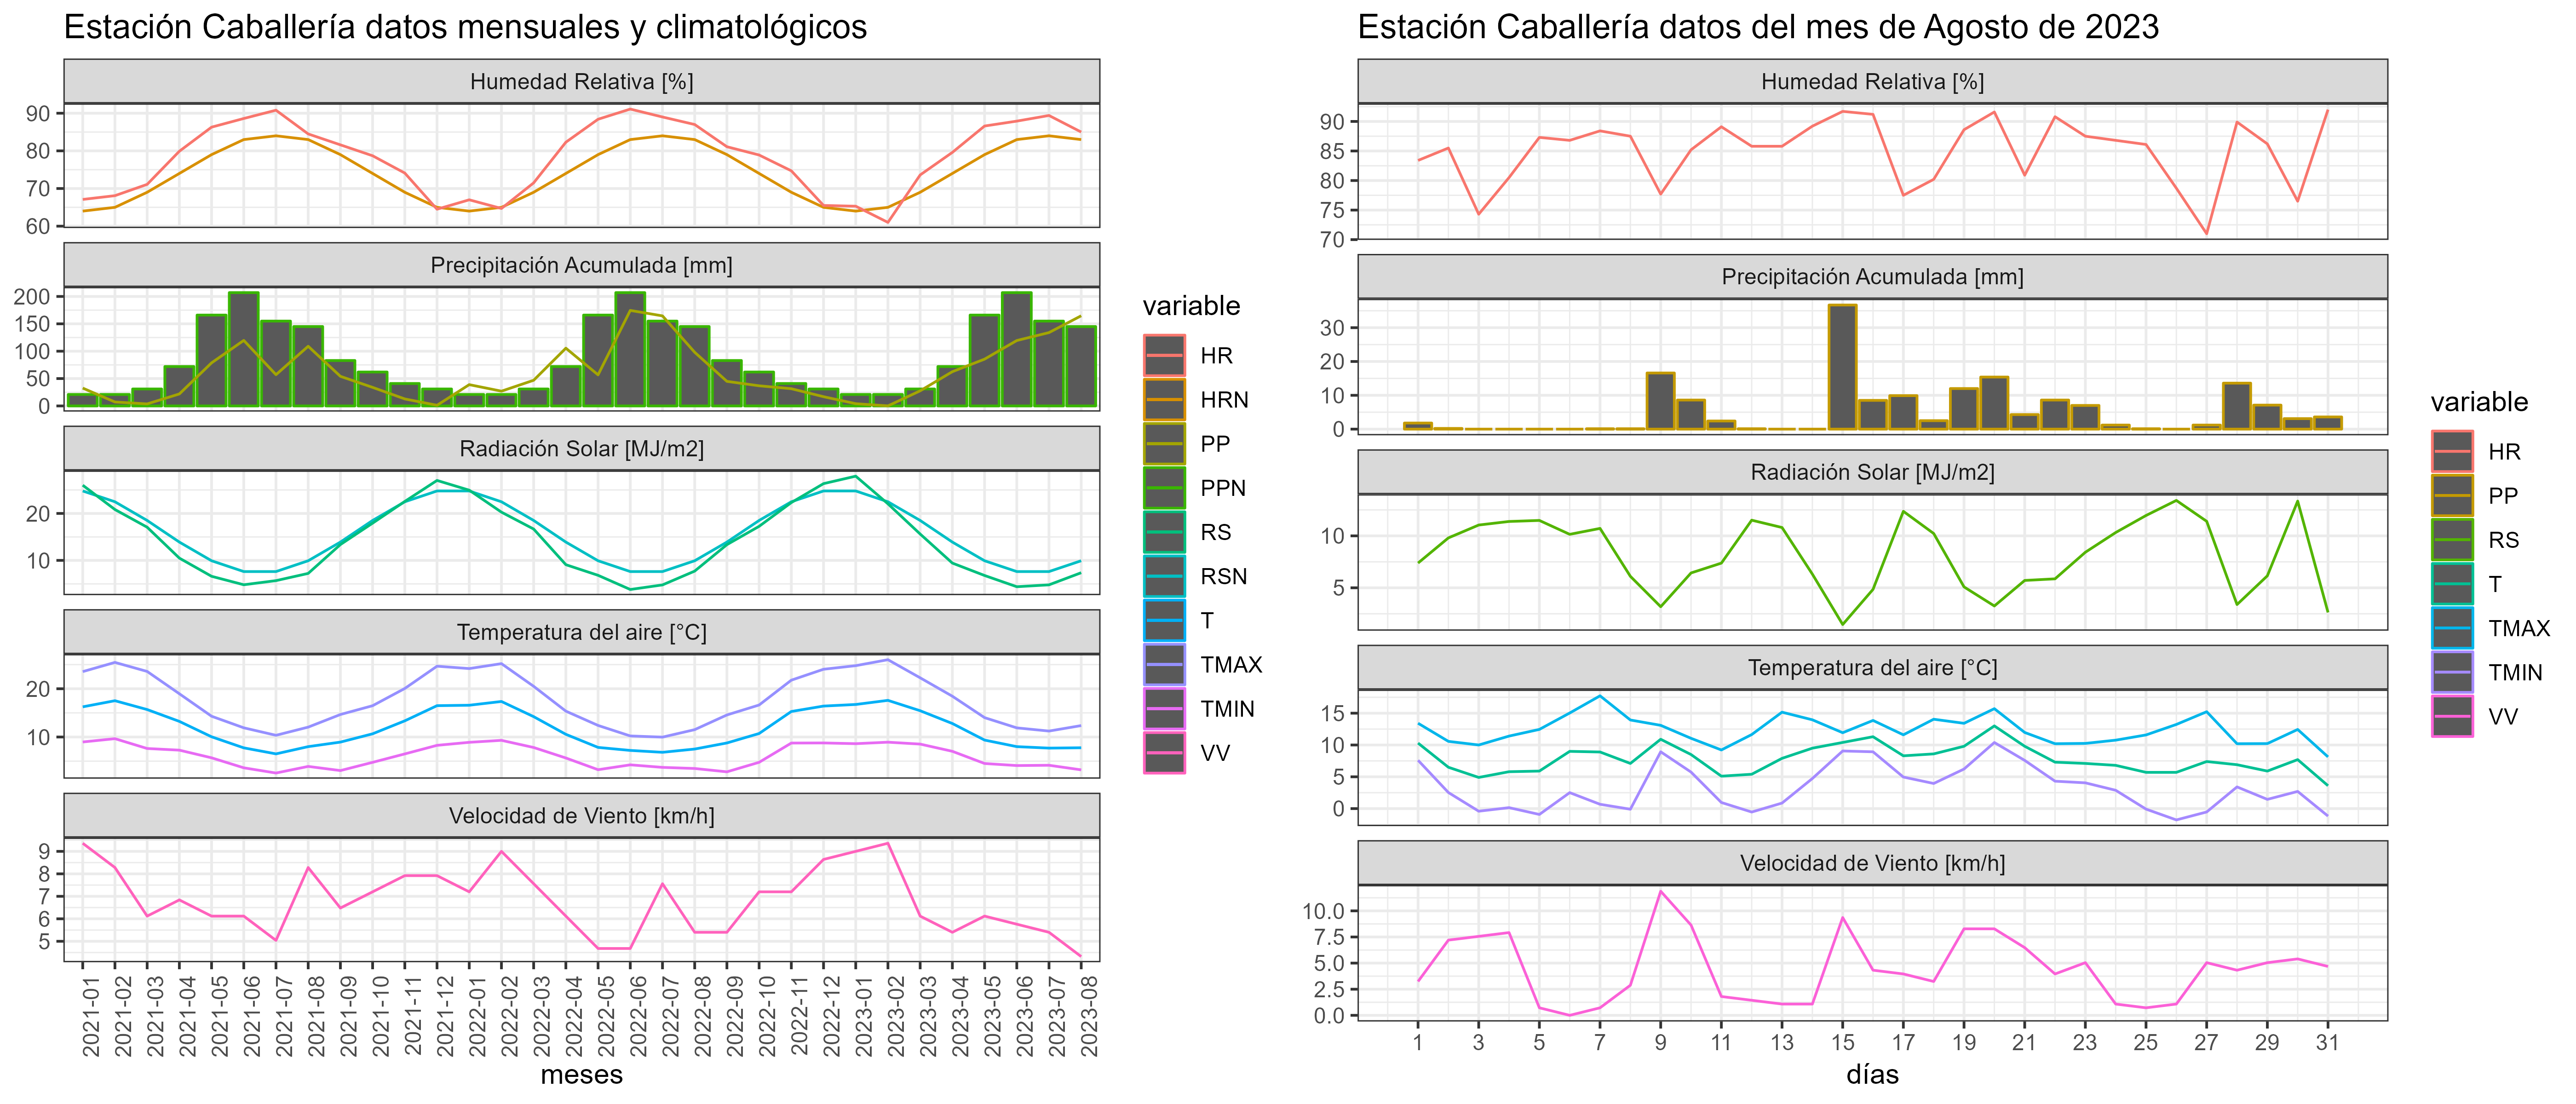 Estación Caballería datos mensuales y climatológicos
Humedad Relativa [%]
90
80
70
60
Precipitación Acumulada [mm]
200
150
100
50
0
Radiación Solar [MJ/m2]
20
10
Temperatura del aire [°C]
20
10
Velocidad de Viento [km/h]
9
8
7
6
5
2021-01
2021-02
2021-03
2021-04
2021-05
2021-06
2021-07
2021-08
2021-09
2021-10
2021-11
2021-12
2022-01
2022-02
2022-03
2022-04
2022-05
2022-06
2022-07
2022-08
2022-09
2022-10
2022-11
2022-12
2023-01
2023-02
2023-03
2023-04
2023-05
2023-06
2023-07
2023-08
meses
variable
HR
HRN
PP
PPN
RS
RSN
T
TMAX
TMIN
VV
Estación Caballería datos del mes de Agosto de 2023
Humedad Relativa [%]
90
85
80
75
70
Precipitación Acumulada [mm]
30
20
10
0
Radiación Solar [MJ/m2]
10
5
Temperatura del aire [°C]
15
10
5
0
Velocidad de Viento [km/h]
10.0
7.5
5.0
2.5
0.0
1 3 5 7 9 11 13 15 17 19 21 23 25 27 29 31
días
variable
HR
PP
RS
T
TMAX
TMIN
VV